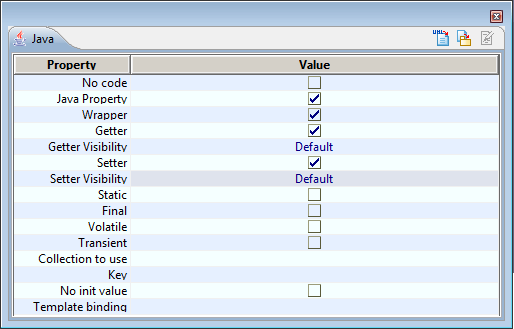 Java
UML
Property Value
No code
Java Property
Wrapper
Getter
Getter Visibility Default
Setter
Setter Visibility Default
Static
Final
Volatile
Transient
Collection to use
Key
No init value
Template binding